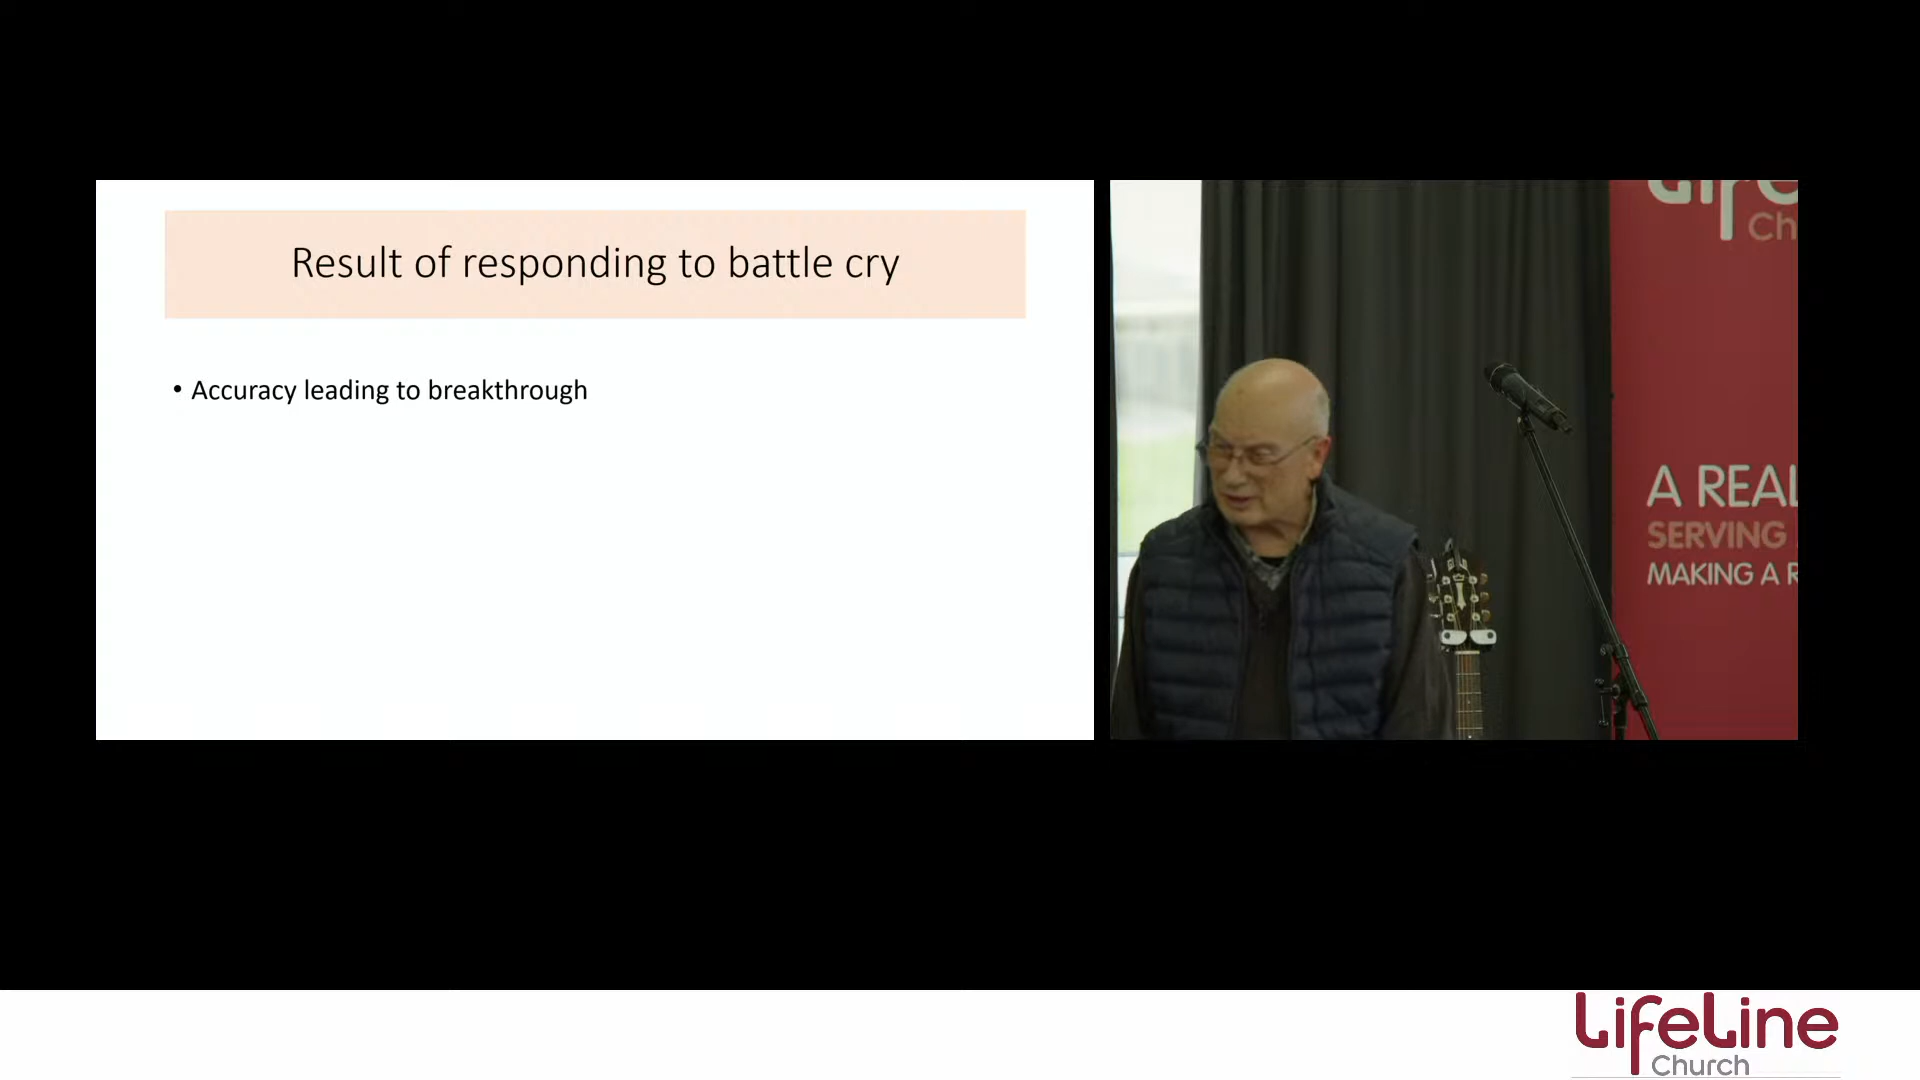 Result of responding to battle cry
• Accuracy leading to breakthrough
Ch
A REAL
SERVING
MAKING A R
LifeLine
Church